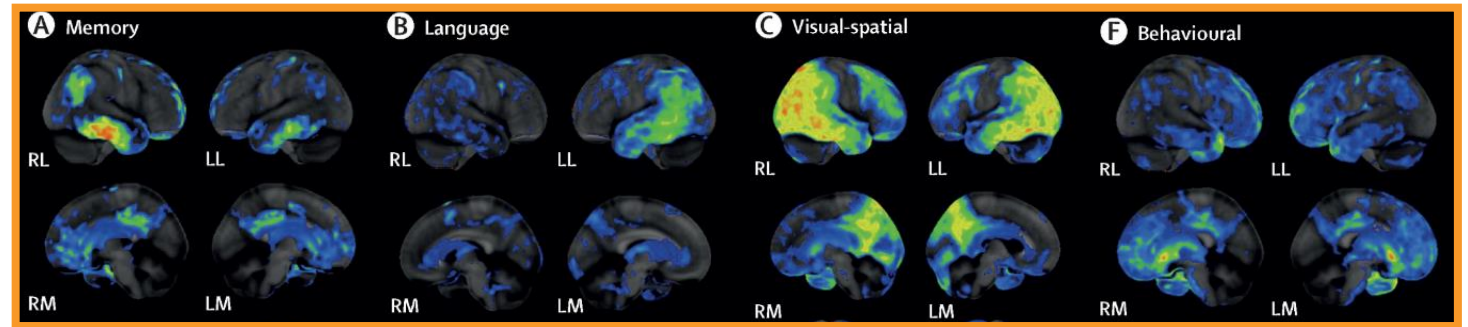 A Memory
B Language
C Visual-spatial
F Behavioural
RL LL RL LL RL LL RL LL
RM LM RM LM RM LM RM LM